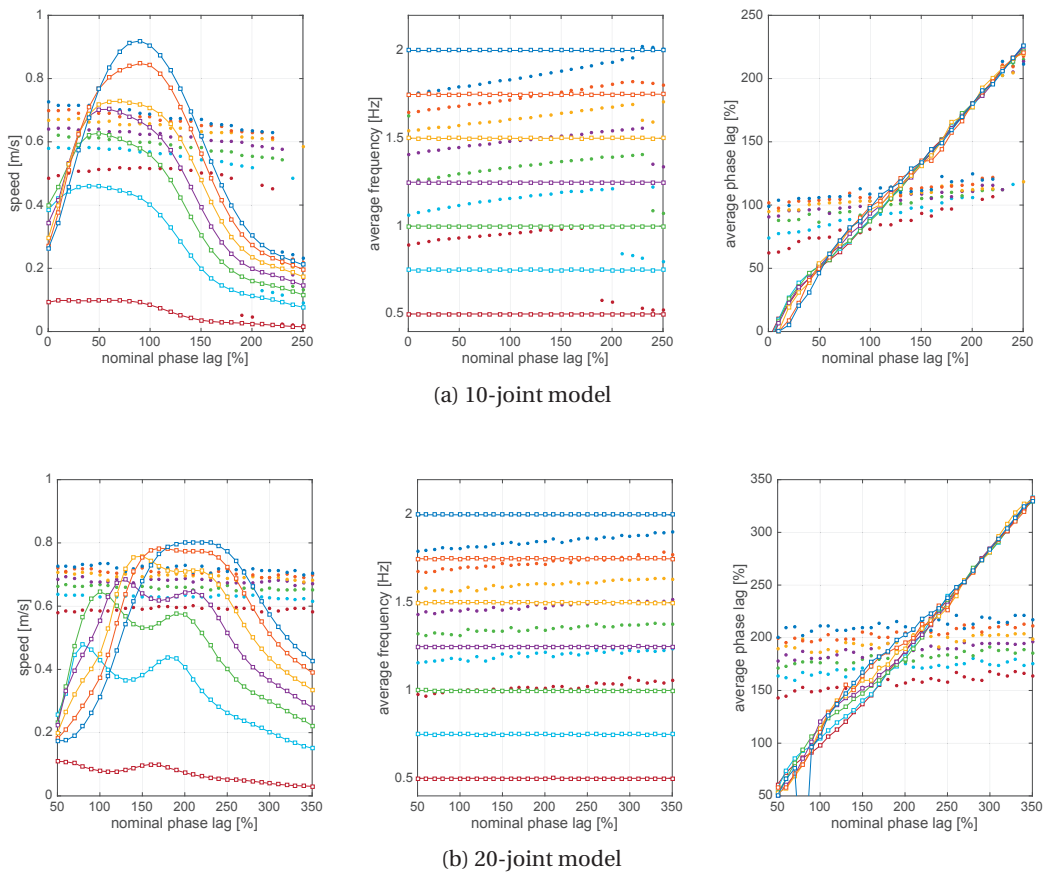 1
0.8
0.6
0.4
0.2
0
speed [m/s]
0 50 100 150 200 250
nominal phase lag [%]
2
1.5
1
0.5
average frequency [Hz]
0 50 100 150 200 250
nominal phase lag [%]
250
200
150
100
50
0
average phase lag [%]
0 50 100 150 200 250
nominal phase lag [%]
(a) 10-joint model
1
0.8
0.6
0.4
0.2
0
speed [m/s]
50 100 150 200 250 300 350
nominal phase lag [%]
2
1.5
1
0.5
average frequency [Hz]
50 100 150 200 250 300 350
nominal phase lag [%]
350
300
250
200
150
100
50
average phase lag [%]
50 100 150 200 250 300 350
nominal phase lag [%]
(b) 20-joint model